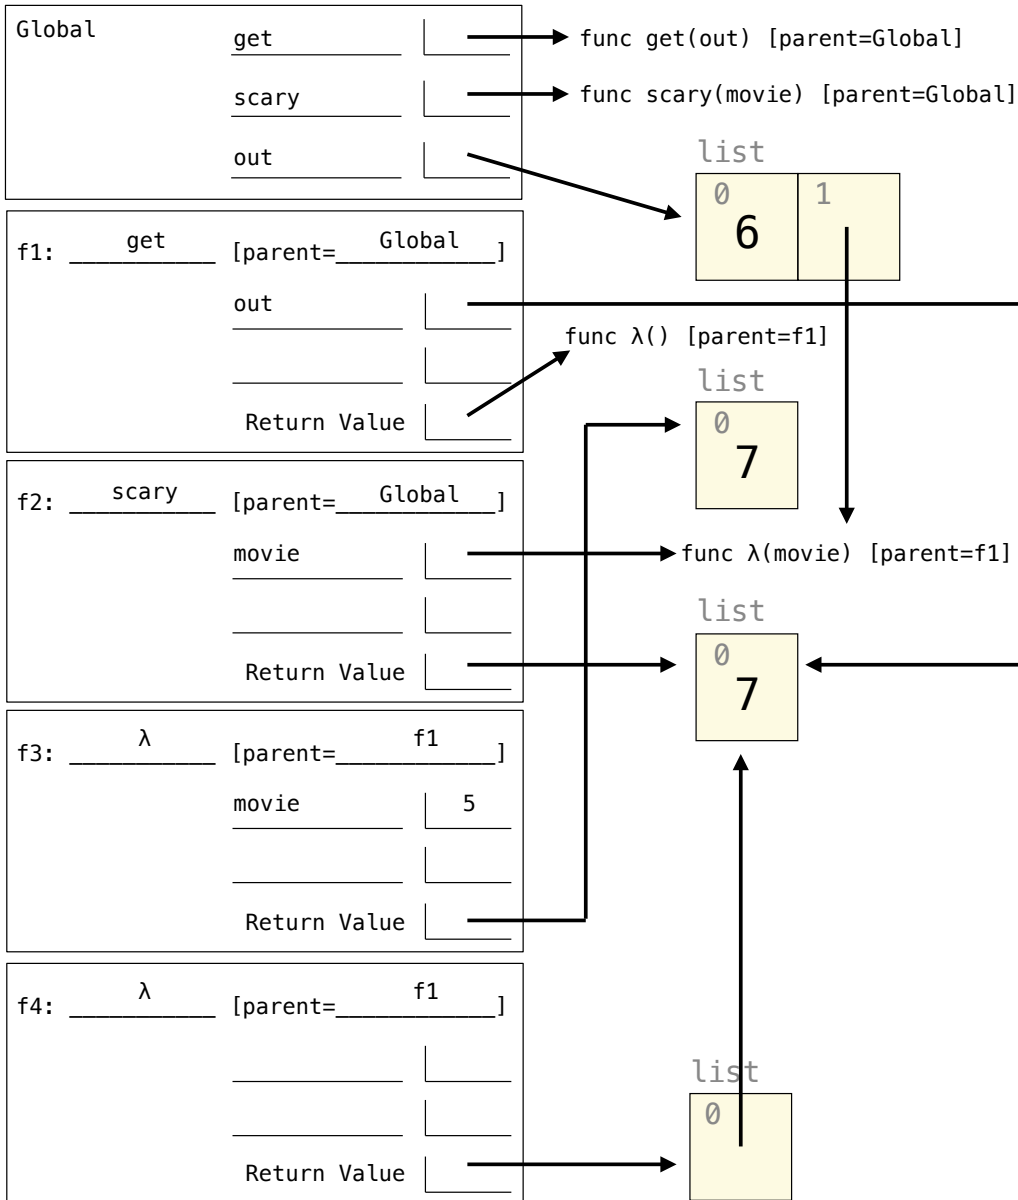 Global
get
func get(out) [parent=Global]
scary
func scary(movie) [parent=Global]
out
list
0 1
6
f1: get [parent=Global]
out
func λ() [parent=f1]
list
Return Value
0
7
f2: scary [parent=Global]
movie
func λ(movie) [parent=f1]
list
Return Value
0
7
f3: λ [parent=f1]
movie 5
Return Value
f4: λ [parent=f1]
list
0
Return Value